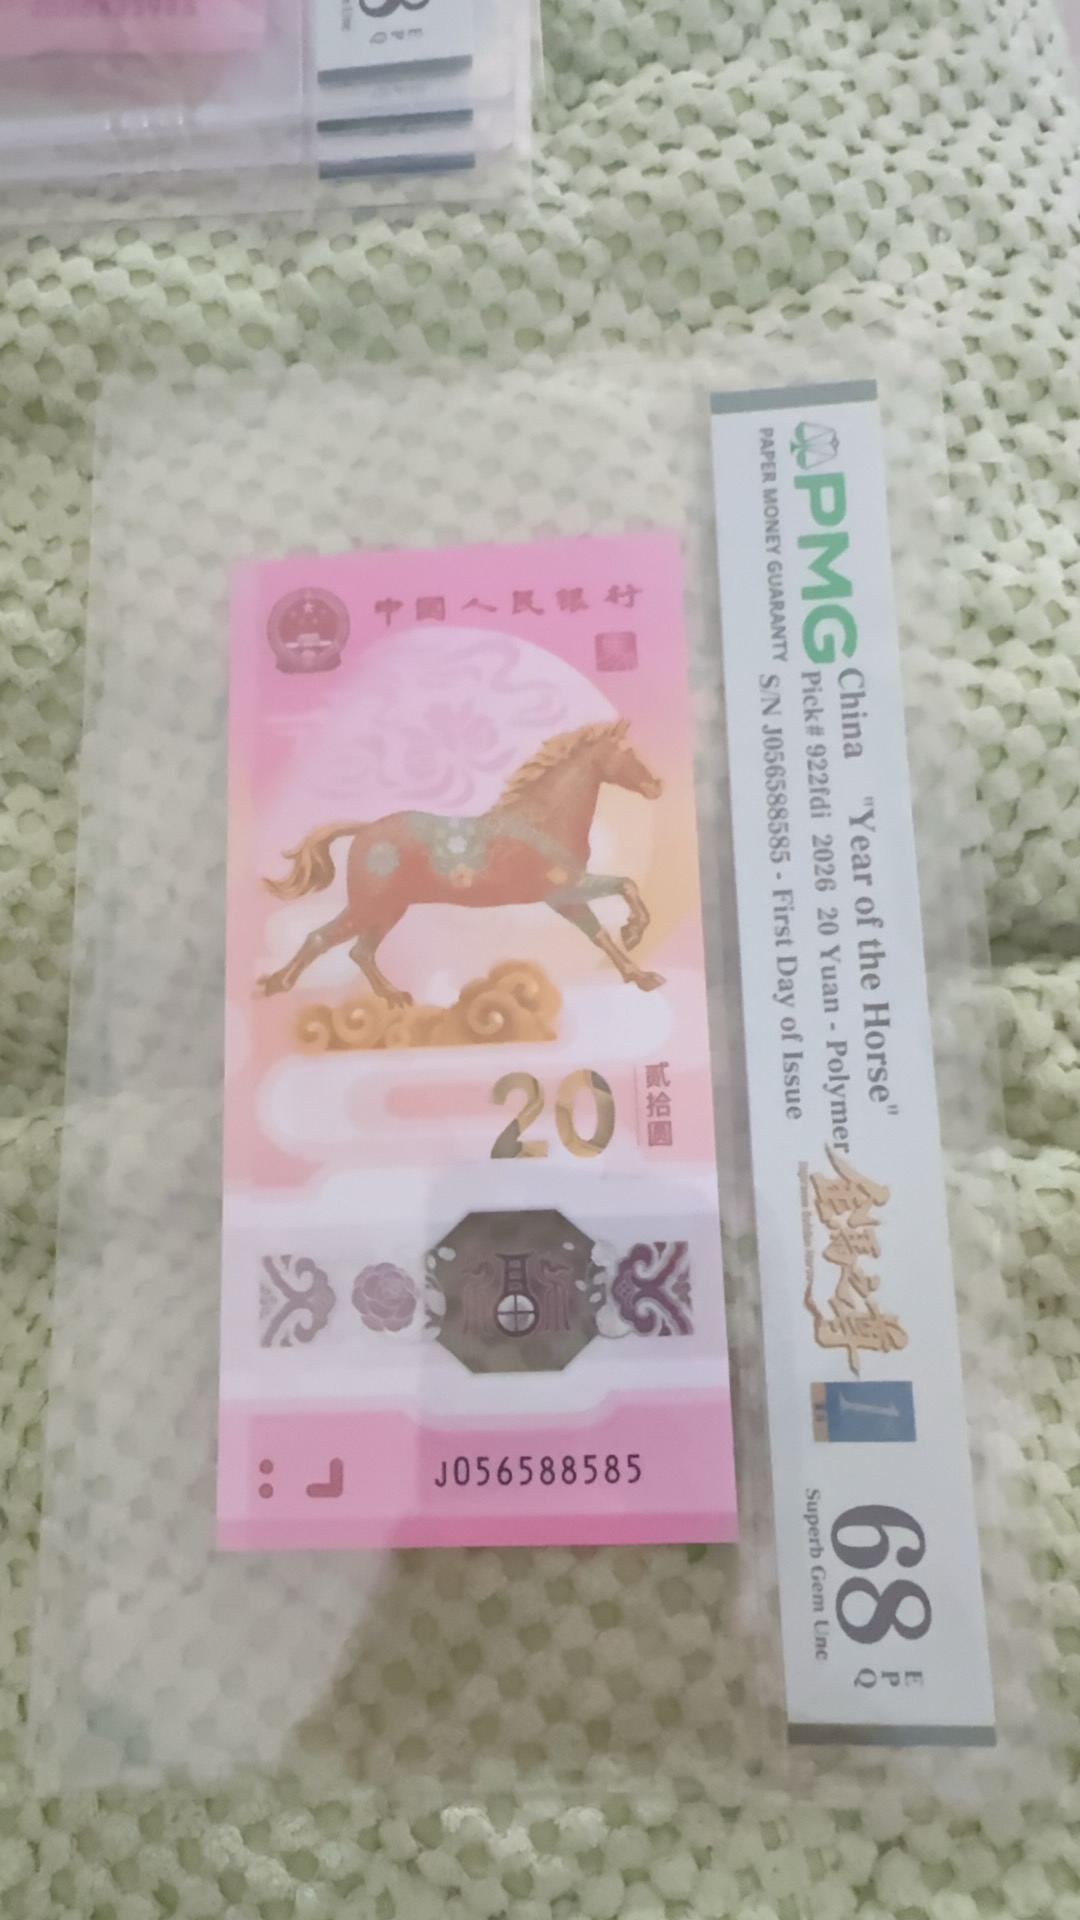 中国人民银行
20
贰拾圆
J056588585
PMG
PAPER MONEY GUARANTY
China "Year of the Horse"
Pick# 922fdi 2026 20 Yuan - Polymer
S/N J056588585 - First Day of Issue
68
EPQ
Superb Gem Unc
E
P
Q